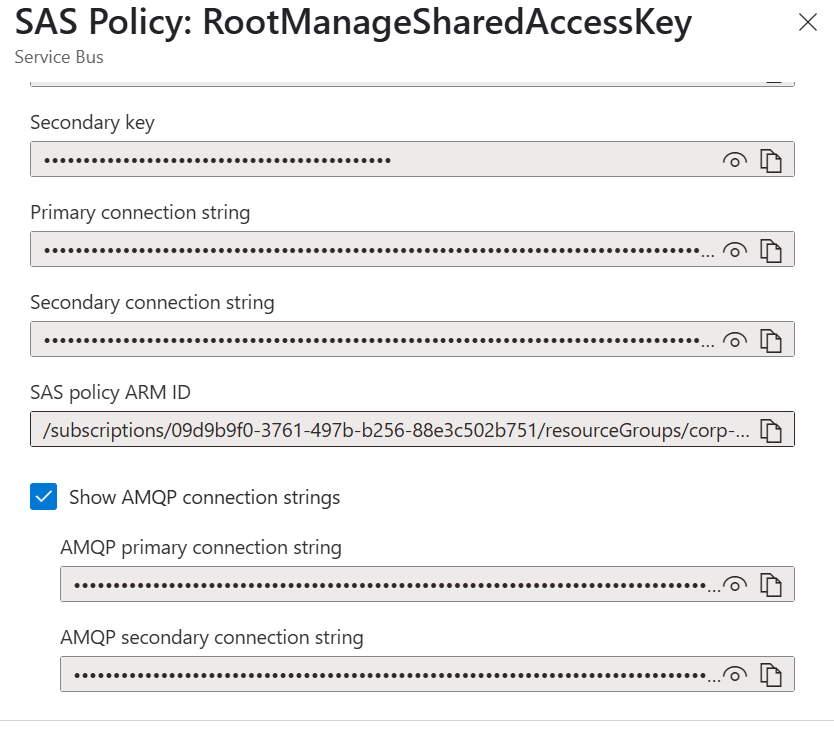 SAS Policy: RootManageSharedAccessKey
Service Bus
Secondary key
••••••••••••••••••••••••••••••••••••••••••••
Primary connection string
••••••••••••••••••••••••••••••••••••••••••••••••••••••••••••••••••••••••••••••••••...
Secondary connection string
••••••••••••••••••••••••••••••••••••••••••••••••••••••••••••••••••••••••••••••••••...
SAS policy ARM ID
/subscriptions/09d9b9f0-3761-497b-b256-88e3c502b751/resourceGroups/corp-...
Show AMQP connection strings
AMQP primary connection string
••••••••••••••••••••••••••••••••••••••••••••••••••••••••••••••••••••••••••••••••...
AMQP secondary connection string
••••••••••••••••••••••••••••••••••••••••••••••••••••••••••••••••••••••••••••••••...